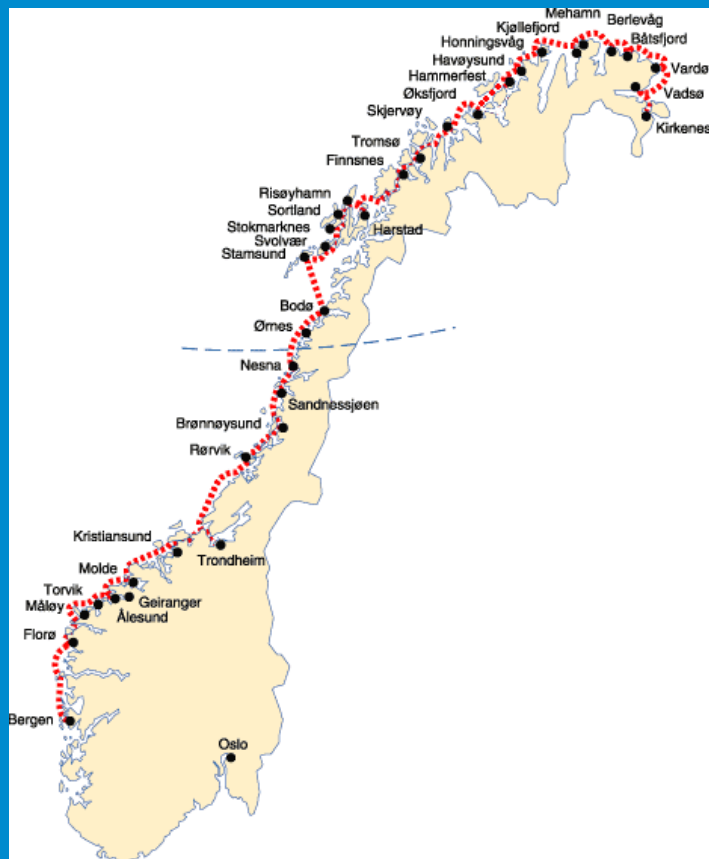 Mehamn
Berlevåg
Kjøllefjord
Båtsfjord
Honningsvåg
Havøysund
Vardø
Hammerfest
Vadsø
Øksfjord
Skjervøy
Kirkenes
Tromsø
Finnsnes
Risøyhamn
Sortland
Harstad
Stokmarknes
Svolvær
Stamsund
Bodø
Ørnes
Nesna
Sandnessjøen
Brønnøysund
Rørvik
Kristiansund
Trondheim
Molde
Torvik
Geiranger
Måløy
Ålesund
Florø
Bergen
Oslo